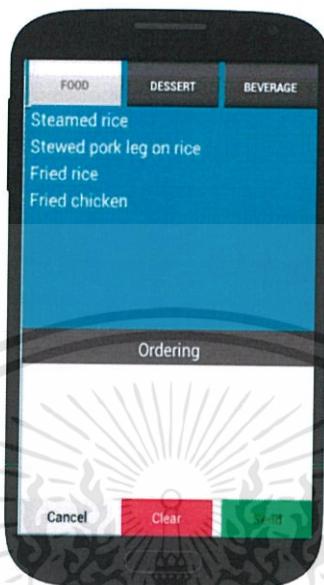 FOOD DESSERT BEVERAGE
Steamed rice
Stewed pork leg on rice
Fried rice
Fried chicken
Ordering
Cancel Clear